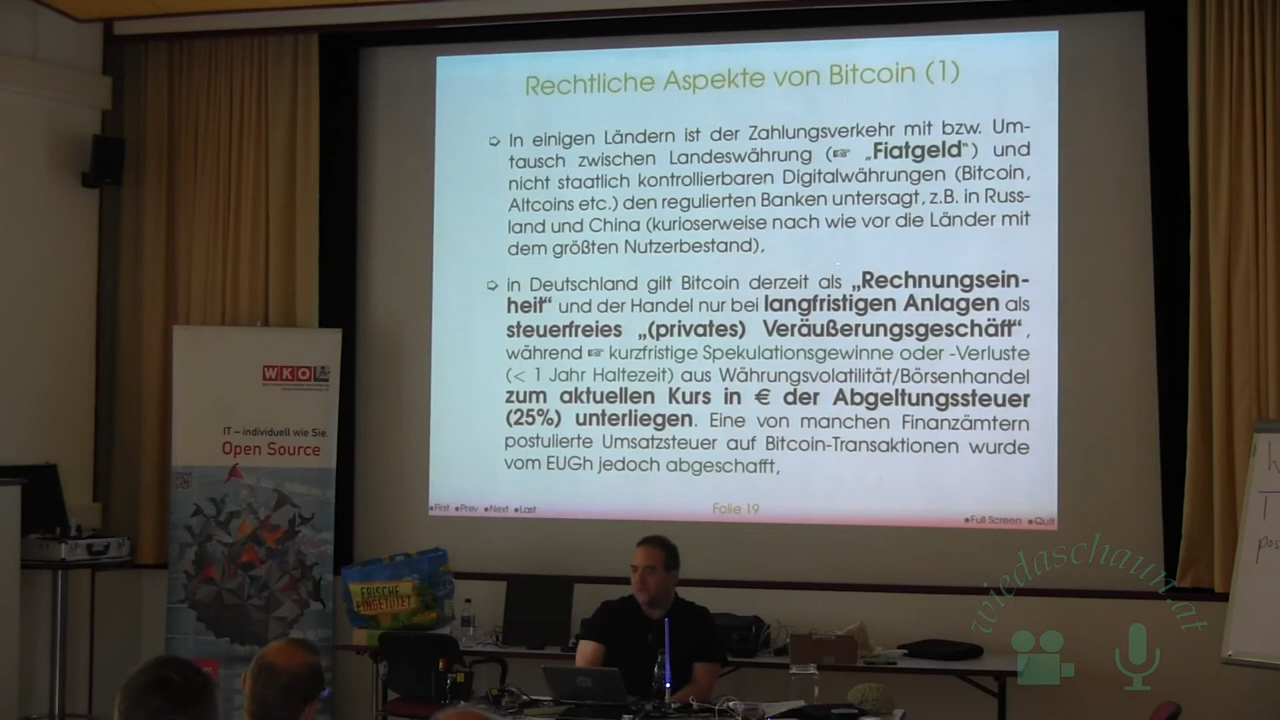 Rechtliche Aspekte von Bitcoin (1)
In einigen Ländern ist der Zahlungsverkehr mit bzw. Um-
tausch zwischen Landeswährung (☞ „Fiatgeld“) und
nicht staatlich kontrollierbaren Digitalwährungen (Bitcoin,
Altcoins etc.) den regulierten Banken untersagt, z.B. in Russ-
land und China (kurioserweise nach wie vor die Länder mit
dem größten Nutzerbestand),
in Deutschland gilt Bitcoin derzeit als „Rechnungsein-
heit“ und der Handel nur bei langfristigen Anlagen als
steuerfreies „(privates) Veräußerungsgeschäft“,
während ☞ kurzfristige Spekulationsgewinne oder -Verluste
(< 1 Jahr Haltezeit) aus Währungsvolatilität/Börsenhandel
zum aktuellen Kurs in € der Abgeltungssteuer
(25%) unterliegen. Eine von manchen Finanzämtern
postulierte Umsatzsteuer auf Bitcoin-Transaktionen wurde
vom EUGh jedoch abgeschafft,
●First ●Prev ●Next ●Last
Folie 19
●Full Screen ●Quit
WKO
IT – individuell wie Sie.
Open Source
FRISCHE
EINGETÜTET
wiedaschaum.at